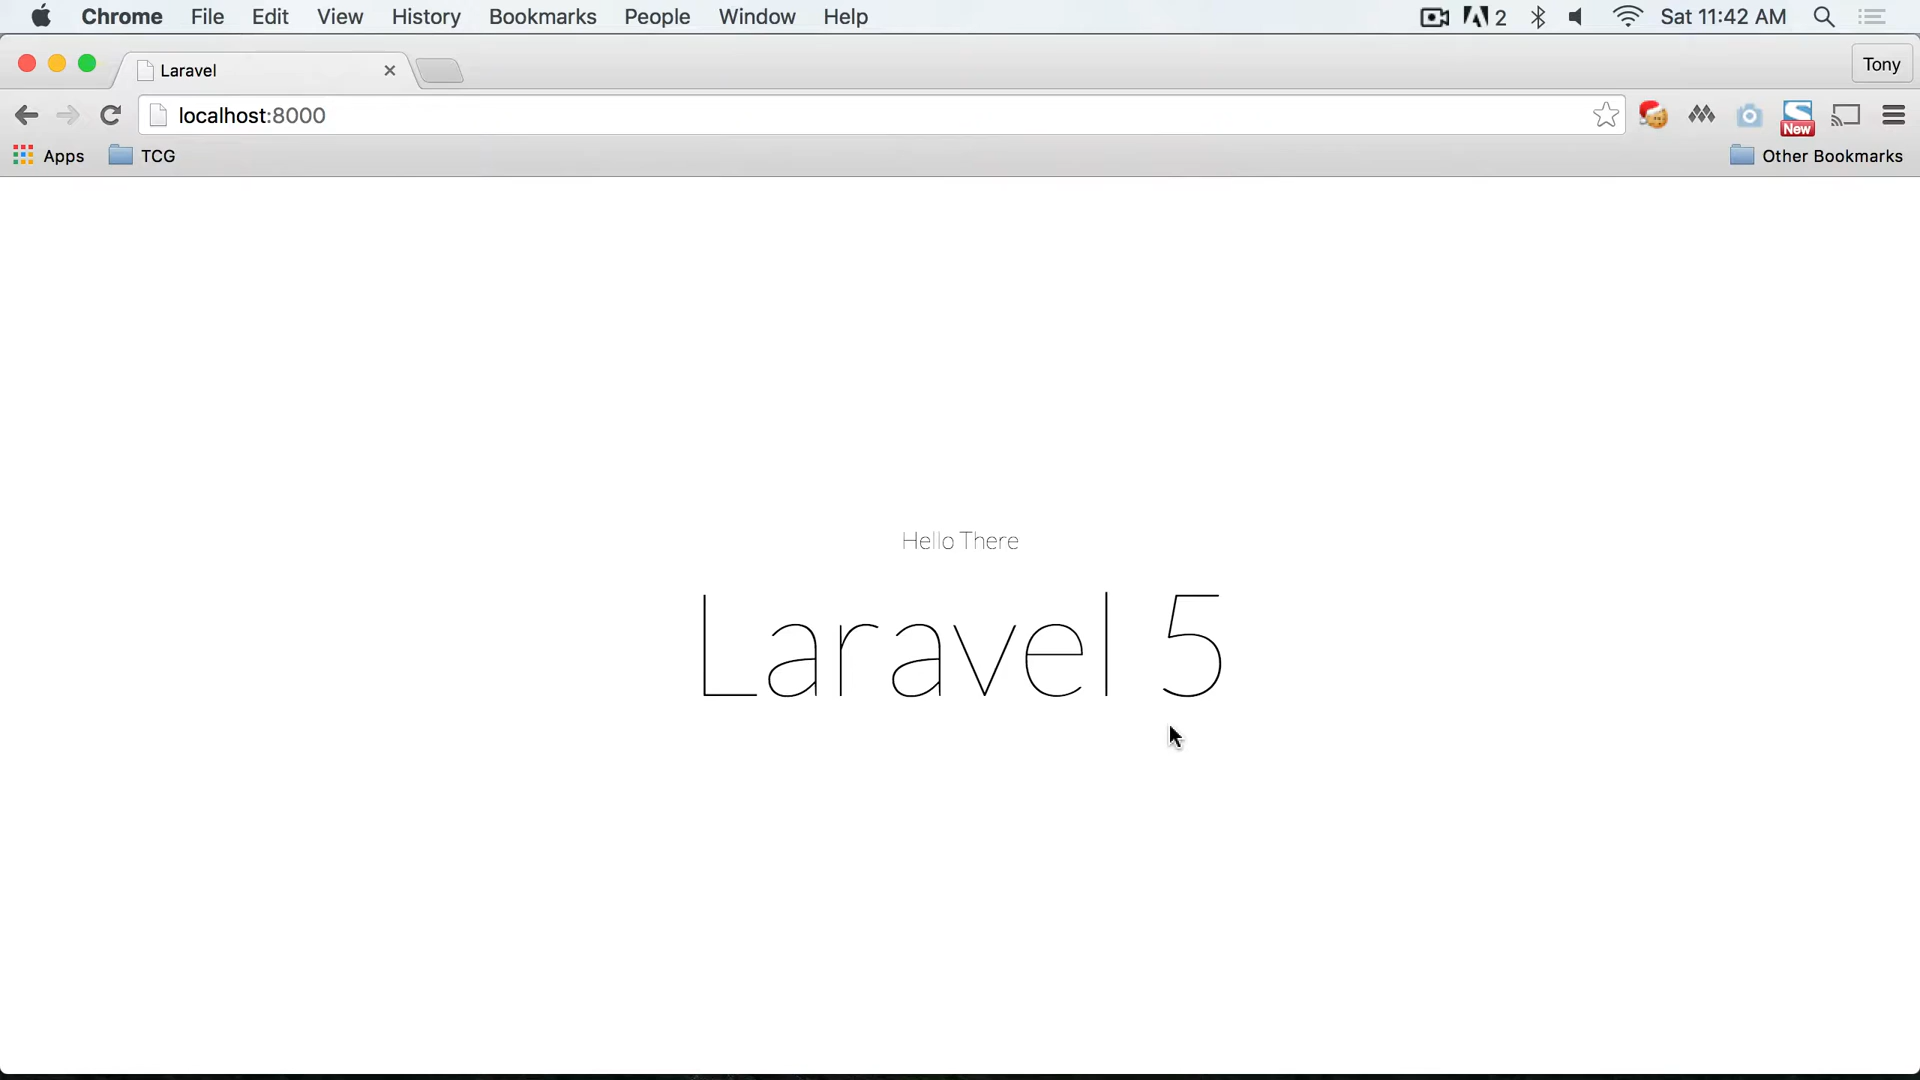 Chrome File Edit View History Bookmarks People Window Help 2 Sat 11:42 AM
Laravel Tony
localhost:8000 New
Apps TCG Other Bookmarks
Hello There
Laravel 5